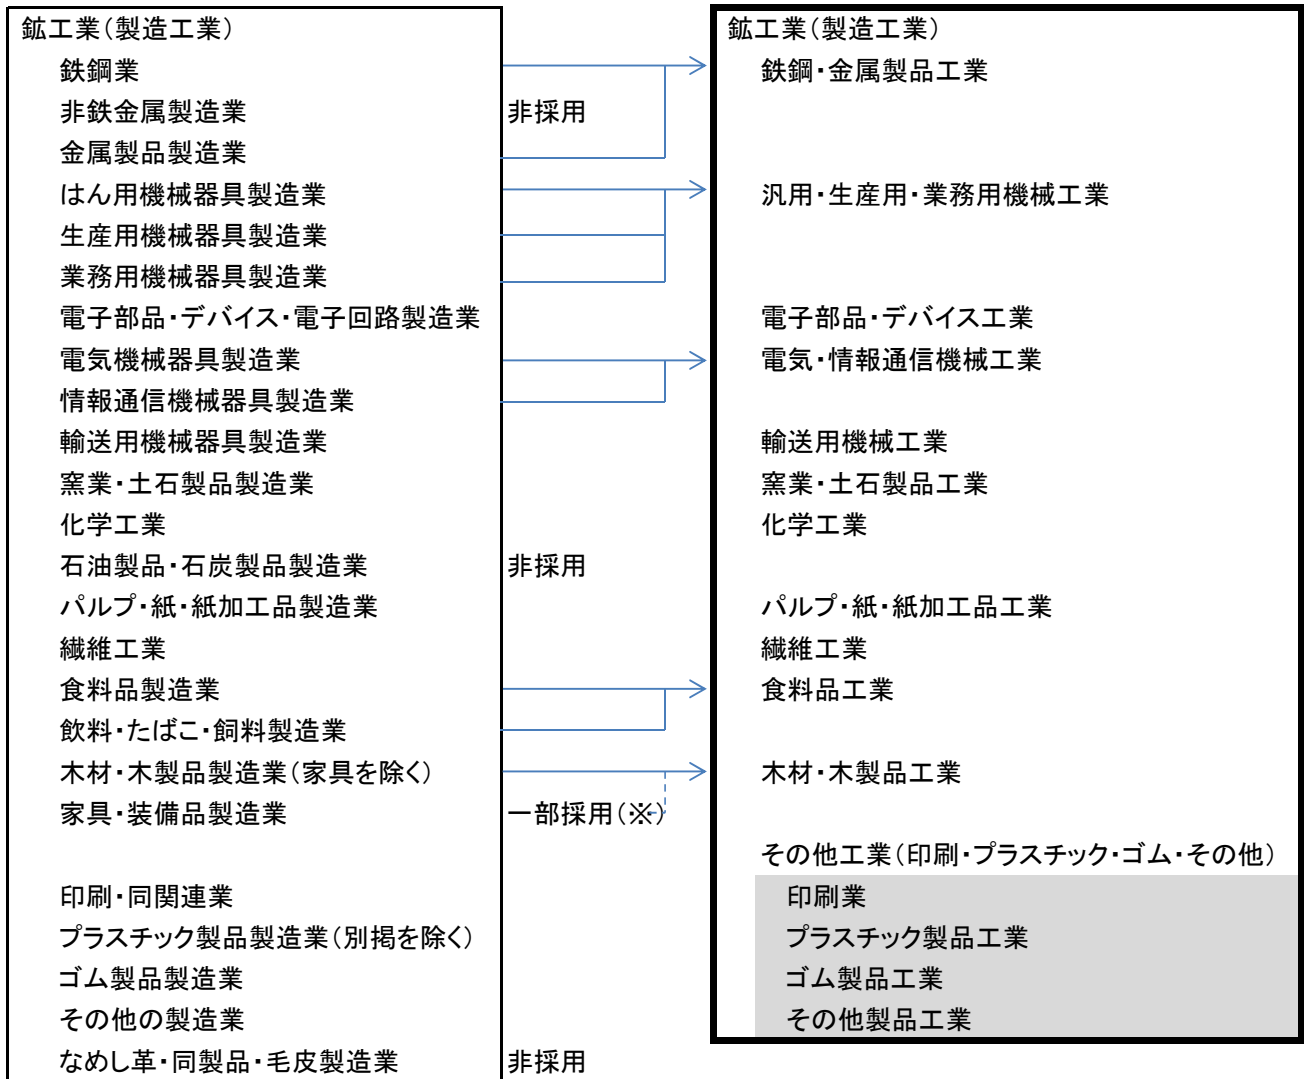 鉱工業（製造工業） 鉱工業（製造工業）
鉄鋼業 鉄鋼・金属製品工業
非鉄金属製造業 非採用
金属製品製造業
はん用機械器具製造業 汎用・生産用・業務用機械工業
生産用機械器具製造業
業務用機械器具製造業
電子部品・デバイス・電子回路製造業 電子部品・デバイス工業
電気機械器具製造業 電気・情報通信機械工業
情報通信機械器具製造業
輸送用機械器具製造業 輸送用機械工業
窯業・土石製品製造業 窯業・土石製品工業
化学工業 化学工業
石油製品・石炭製品製造業 非採用
パルプ・紙・紙加工品製造業 パルプ・紙・紙加工品工業
繊維工業 繊維工業
食料品製造業 食料品工業
飲料・たばこ・飼料製造業
木材・木製品製造業（家具を除く） 木材・木製品工業
家具・装備品製造業 一部採用（※）
その他工業（印刷・プラスチック・ゴム・その他）
印刷・同関連業 印刷業
プラスチック製品製造業（別掲を除く） プラスチック製品工業
ゴム製品製造業 ゴム製品工業
その他の製造業 その他製品工業
なめし革・同製品・毛皮製造業 非採用